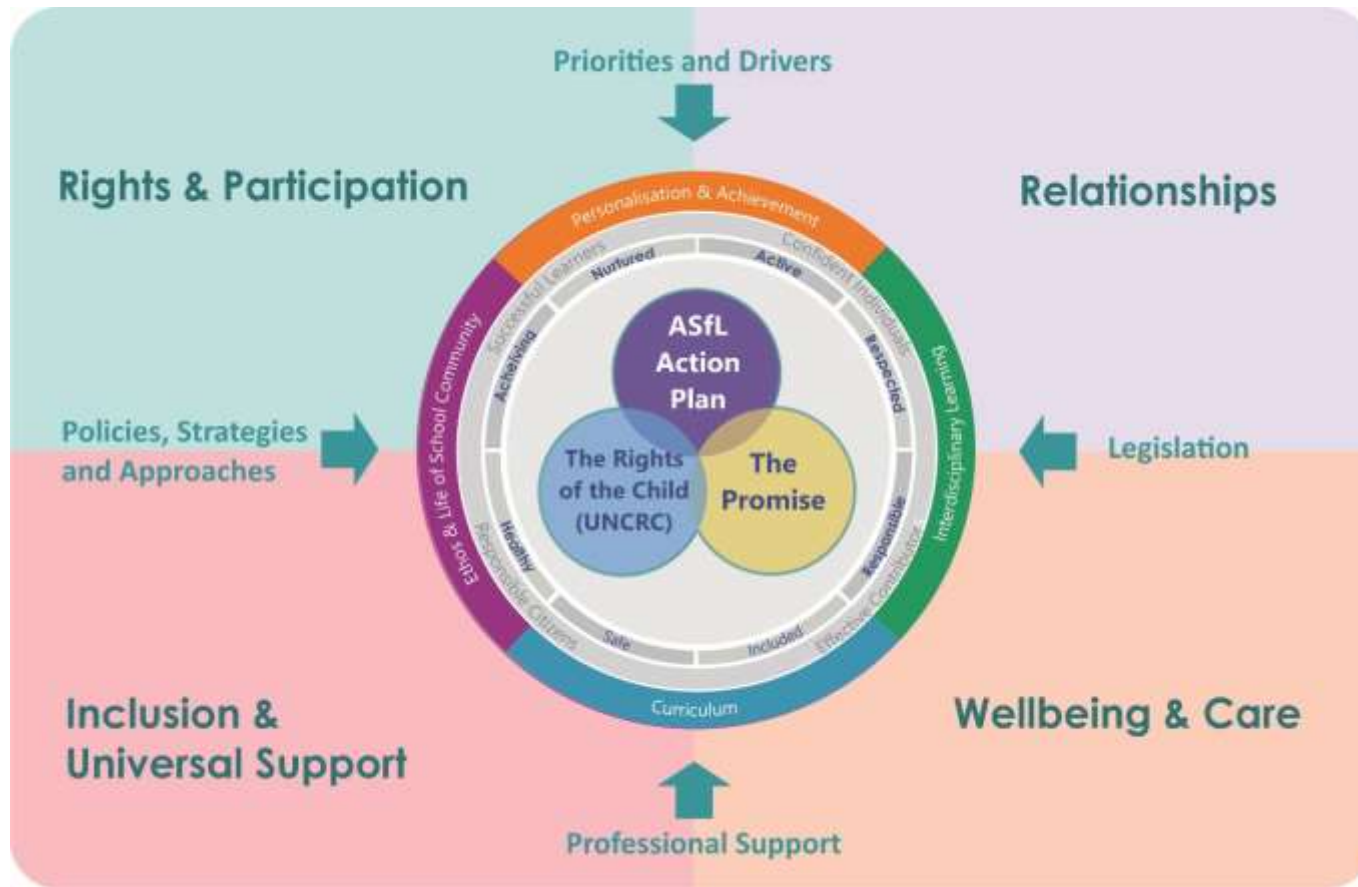 Priorities and Drivers
Rights & Participation
Relationships
Personalisation & Achievement
Successful Learners
Confident Individuals
Nurtured
Active
Achieving
Respected
ASfL
Action
Plan
Ethos & Life of School Community
Interdisciplinary Learning
Policies, Strategies
and Approaches
Legislation
The Rights
of the Child
(UNCRC)
The
Promise
Healthy
Responsible
Responsible Citizens
Effective Contributor
Safe
Included
Curriculum
Inclusion &
Universal Support
Wellbeing & Care
Professional Support